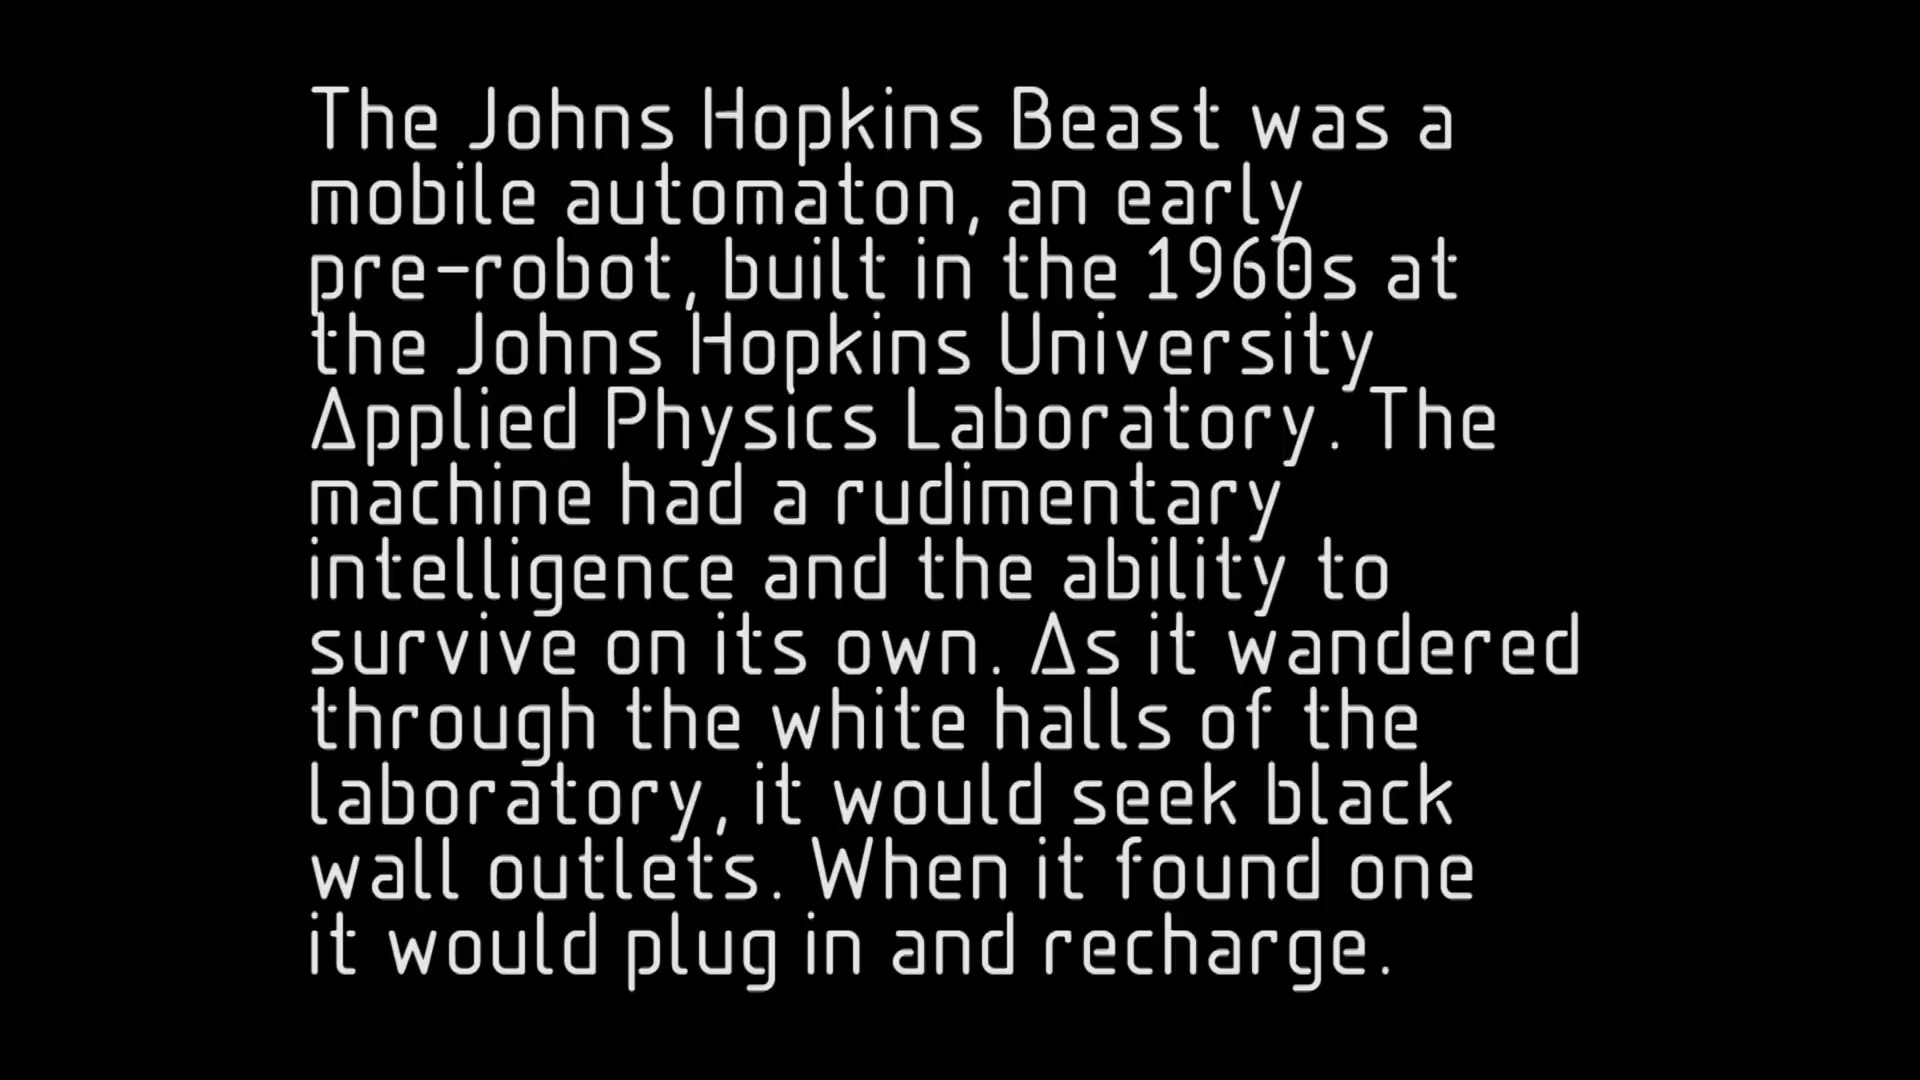 The Johns Hopkins Beast was a
mobile automaton, an early
pre-robot, built in the 1960s at
the Johns Hopkins University
Applied Physics Laboratory. The
machine had a rudimentary
intelligence and the ability to
survive on its own. As it wandered
through the white halls of the
laboratory, it would seek black
wall outlets. When it found one
it would plug in and recharge.